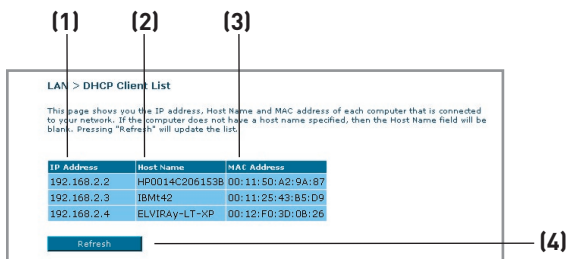 (1) (2) (3)
LAN > DHCP Client List
This page shows you the IP address, Host Name and MAC address of each computer that is connected
to your network. If the computer does not have a host name specified, then the Host Name field will be
blank. Pressing "Refresh" will update the list.
IP Address Host Name MAC Address
192.168.2.2 HP0014C206153B 00:11:50:A2:9A:87
192.168.2.3 IBMt42 00:11:25:43:B5:D9
192.168.2.4 ELVIRAy-LT-XP 00:12:F0:3D:0B:26
Refresh (4)